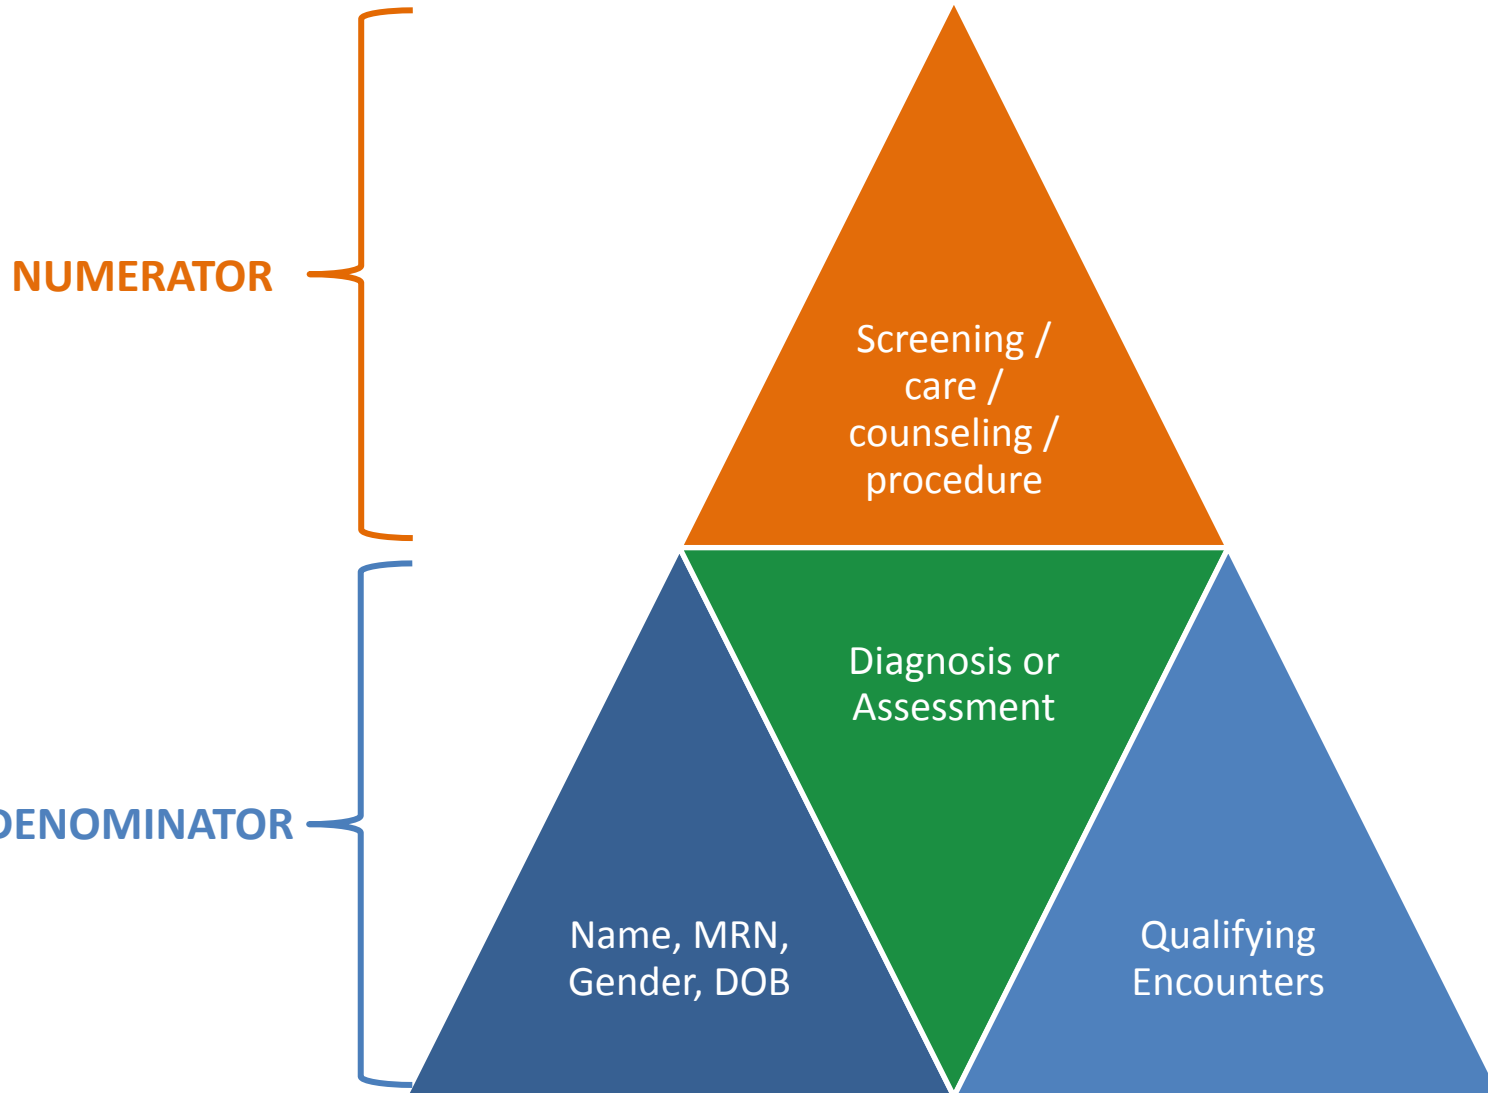 NUMERATOR
Screening /
care /
counseling /
procedure
Diagnosis or
Assessment
DENOMINATOR
Name, MRN,
Gender, DOB
Qualifying
Encounters